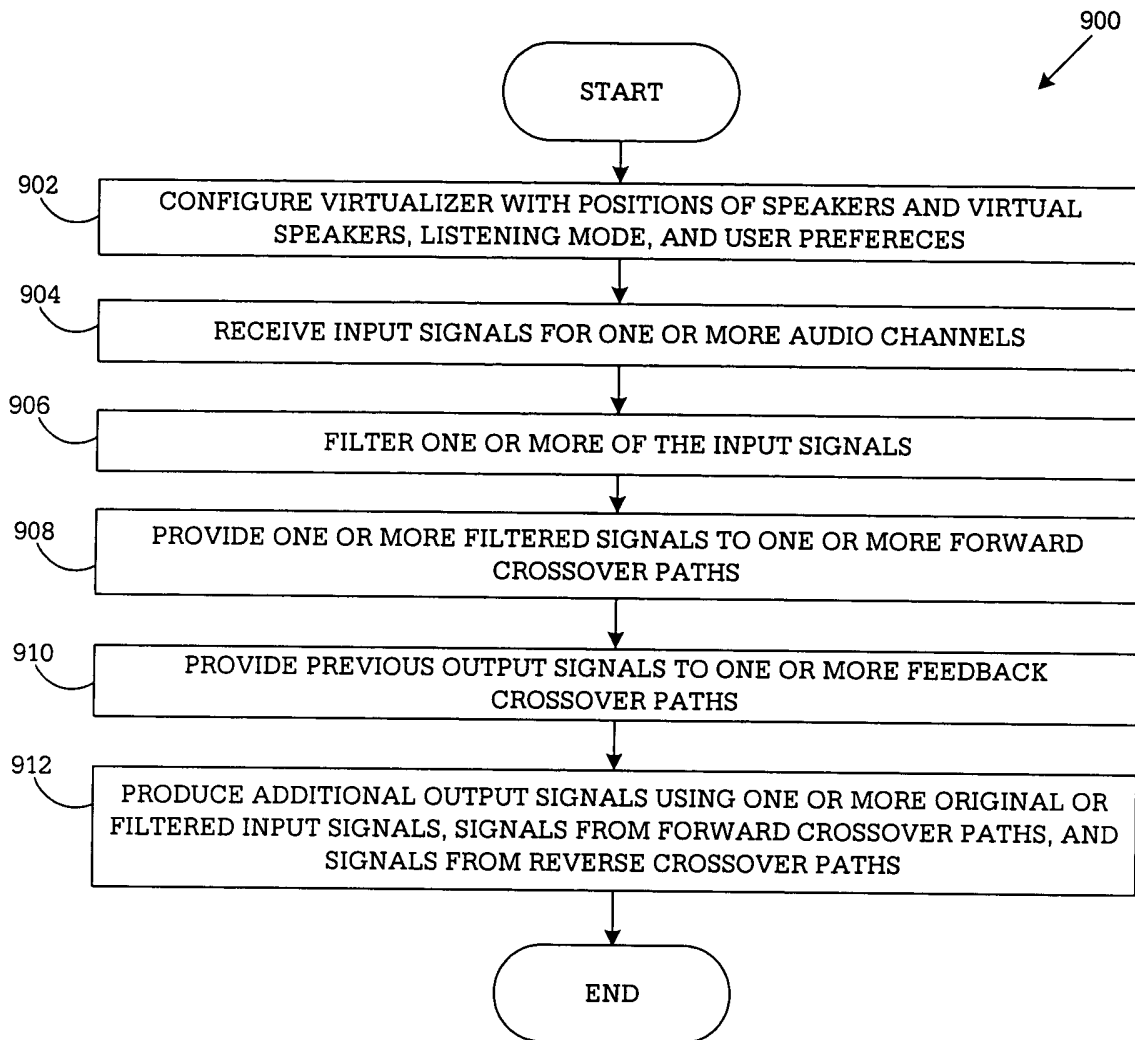 900
START
902
CONFIGURE VIRTUALIZER WITH POSITIONS OF SPEAKERS AND VIRTUAL
SPEAKERS, LISTENING MODE, AND USER PREFERECES
904
RECEIVE INPUT SIGNALS FOR ONE OR MORE AUDIO CHANNELS
906
FILTER ONE OR MORE OF THE INPUT SIGNALS
908
PROVIDE ONE OR MORE FILTERED SIGNALS TO ONE OR MORE FORWARD
CROSSOVER PATHS
910
PROVIDE PREVIOUS OUTPUT SIGNALS TO ONE OR MORE FEEDBACK
CROSSOVER PATHS
912
PRODUCE ADDITIONAL OUTPUT SIGNALS USING ONE OR MORE ORIGINAL OR
FILTERED INPUT SIGNALS, SIGNALS FROM FORWARD CROSSOVER PATHS, AND
SIGNALS FROM REVERSE CROSSOVER PATHS
END